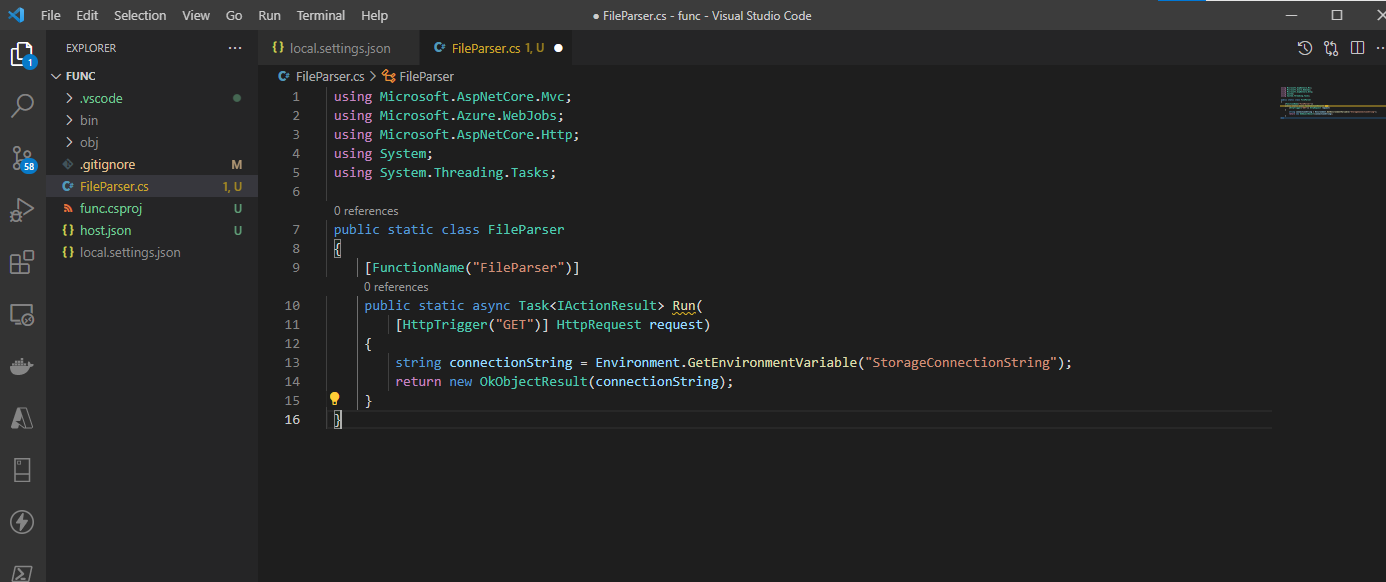 File Edit Selection View Go Run Terminal Help ● FileParser.cs - func - Visual Studio Code
EXPLORER ...
{} local.settings.json
C# FileParser.cs 1, U ●
1
FUNC
.vscode
bin
obj
.gitignore M
C# FileParser.cs 1, U
func.csproj U
{} host.json U
{} local.settings.json
58
C# FileParser.cs > FileParser
1 using Microsoft.AspNetCore.Mvc;
2 using Microsoft.Azure.WebJobs;
3 using Microsoft.AspNetCore.Http;
4 using System;
5 using System.Threading.Tasks;
6
0 references
7 public static class FileParser
8 {
9 [FunctionName("FileParser")]
0 references
10 public static async Task<IActionResult> Run(
11 [HttpTrigger("GET")] HttpRequest request)
12 {
13 string connectionString = Environment.GetEnvironmentVariable("StorageConnectionString");
14 return new OkObjectResult(connectionString);
15 }
16 }